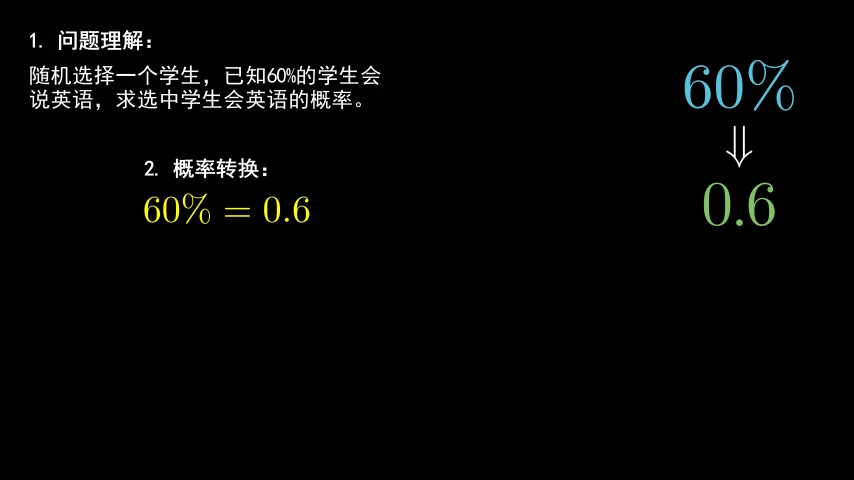 1. 问题理解：
随机选择一个学生，已知60%的学生会
说英语，求选中学生会英语的概率。
2. 概率转换：
60% = 0.6
60%
⇓
0.6